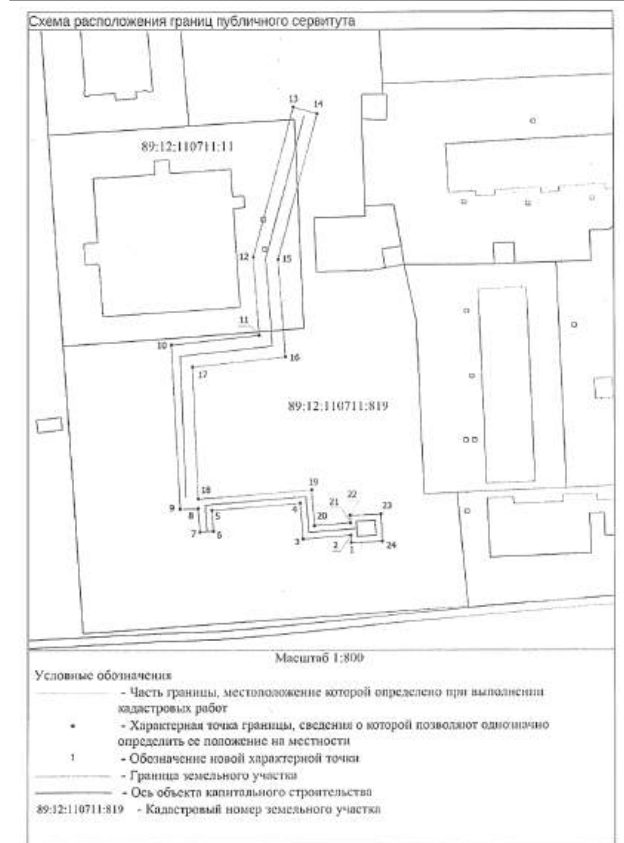 Схема расположения границ публичного сервитута
13
14
89:12:110711:11
12
15
11
10
16
17
89:12:110711:819
19
18
22
21
23
9
8
5
4
20
7
6
3
2
1
24
Масштаб 1:800
Условные обозначения
- Часть границы, местоположение которой определено при выполнении
кадастровых работ
- Характерная точка границы, сведения о которой позволяют однозначно
определить ее положение на местности
1 - Обозначение новой характерной точки
- Граница земельного участка
- Ось объекта капитального строительства
89:12:110711:819 - Кадастровый номер земельного участка